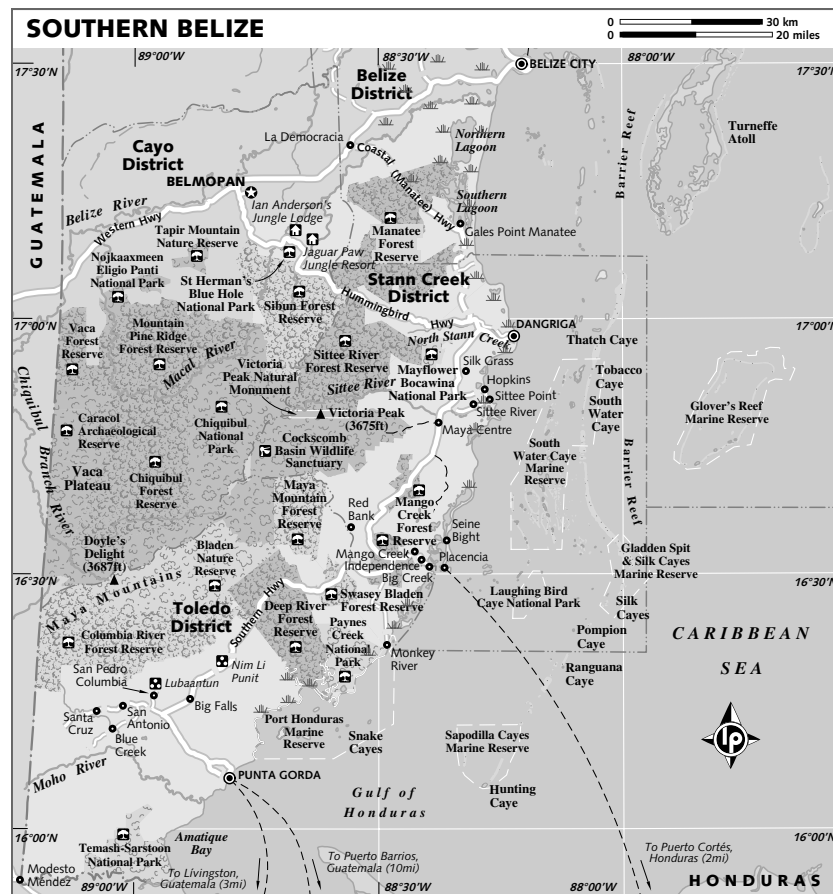 SOUTHERN BELIZE
0 30 km
0 20 miles
89°00'W
88°30'W
88°00'W
17°30'N
17°30'N
BELIZE CITY
Belize
District
GUATEMALA
Cayo
District
La Democracia
Coastal (Manatee) Hwy
Northern
Lagoon
Barrier Reef
Turneffe
Atoll
BELMOPAN
Ian Anderson's
Jungle Lodge
Southern
Lagoon
Belize River
Western Hwy
Manatee
Forest
Reserve
Gales Point Manatee
Tapir Mountain
Nature Reserve
Jaguar Paw
Jungle Resort
Nojkaaxmeen
Eligio Panti
National Park
St Herman's
Blue Hole
National Park
Sibun Forest
Reserve
Stann Creek
District
Hummingbird
Hwy
17°00'N
17°00'N
DANGRIGA
Vaca
Forest
Reserve
Mountain
Pine Ridge
Forest Reserve
Macal River
Victoria
Peak Natural
Monument
Sittee River
Forest Reserve
North Stann Creek
Thatch Caye
Silk Grass
Mayflower
Bocawina
National Park
Hopkins
Sittee Point
Sittee River
Sittee River
Tobacco
Caye
South
Water
Caye
Glover's Reef
Marine Reserve
Chiquibul Branch River
Caracol
Archaeological
Reserve
Chiquibul
National
Park
Victoria Peak
(3675ft)
Maya Centre
Cockscomb
Basin Wildlife
Sanctuary
South
Water Caye
Marine
Reserve
Barrier Reef
Vaca
Plateau
Chiquibul
Forest
Reserve
Maya
Mountain
Forest
Reserve
Red
Bank
Mango
Creek
Forest
Reserve
Seine
Bight
Doyle's
Delight
(3687ft)
Bladen
Nature
Reserve
Mango Creek
Independence
Big Creek
Placencia
Gladden Spit
& Silk Cayes
Marine Reserve
16°30'N
16°30'N
Maya Mountains
Toledo
District
Southern Hwy
Deep River
Forest
Reserve
Swasey Bladen
Forest Reserve
Laughing Bird
Caye National Park
Silk
Cayes
Columbia River
Forest Reserve
Paynes
Creek
National
Park
Pompion
Caye
CARIBBEAN
SEA
San Pedro
Columbia
Lubaantun
Nim Li
Punit
Monkey
River
Ranguana
Caye
Santa
Cruz
San
Antonio
Big Falls
Blue
Creek
Port Honduras
Marine
Reserve
Snake
Cayes
Sapodilla Cayes
Marine Reserve
lp
Moho River
PUNTA GORDA
Hunting
Caye
Gulf of
Honduras
16°00'N
16°00'N
Temash-Sarstoon
National Park
Amatique
Bay
To Livingston,
Guatemala (3mi)
To Puerto Barrios,
Guatemala (10mi)
To Puerto Cortés,
Honduras (2mi)
Modesto
Méndez
89°00'W
88°30'W
88°00'W
HONDURAS